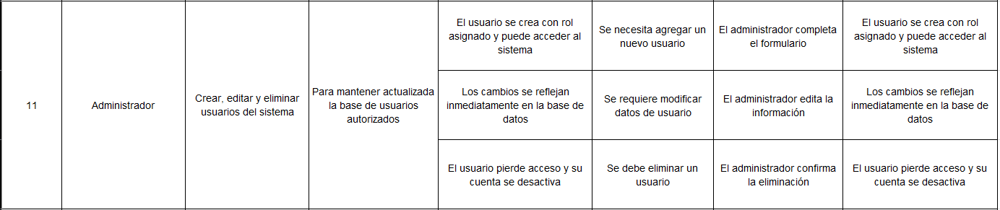 11
Administrador
Crear, editar y eliminar
usuarios del sistema
Para mantener actualizada
la base de usuarios
autorizados
El usuario se crea con rol
asignado y puede acceder al
sistema
Se necesita agregar un
nuevo usuario
El administrador completa
el formulario
El usuario se crea con rol
asignado y puede acceder al
sistema
Los cambios se reflejan
inmediatamente en la base de
datos
Se requiere modificar
datos de usuario
El administrador edita la
información
Los cambios se reflejan
inmediatamente en la base de
datos
El usuario pierde acceso y su
cuenta se desactiva
Se debe eliminar un
usuario
El administrador confirma
la eliminación
El usuario pierde acceso y su
cuenta se desactiva